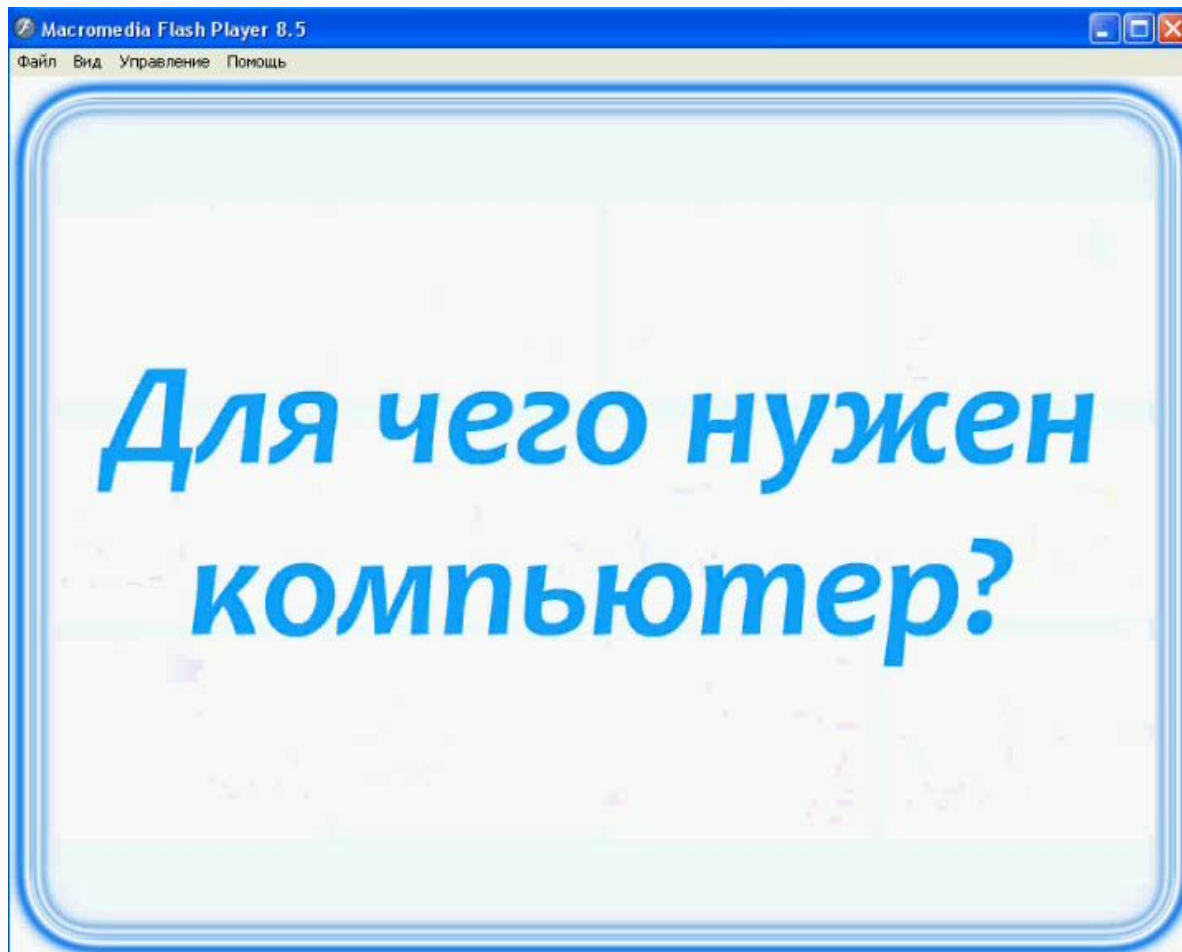 Macromedia Flash Player 8.5
Файл Вид Управление Помощь
Для чего нужен
компьютер?